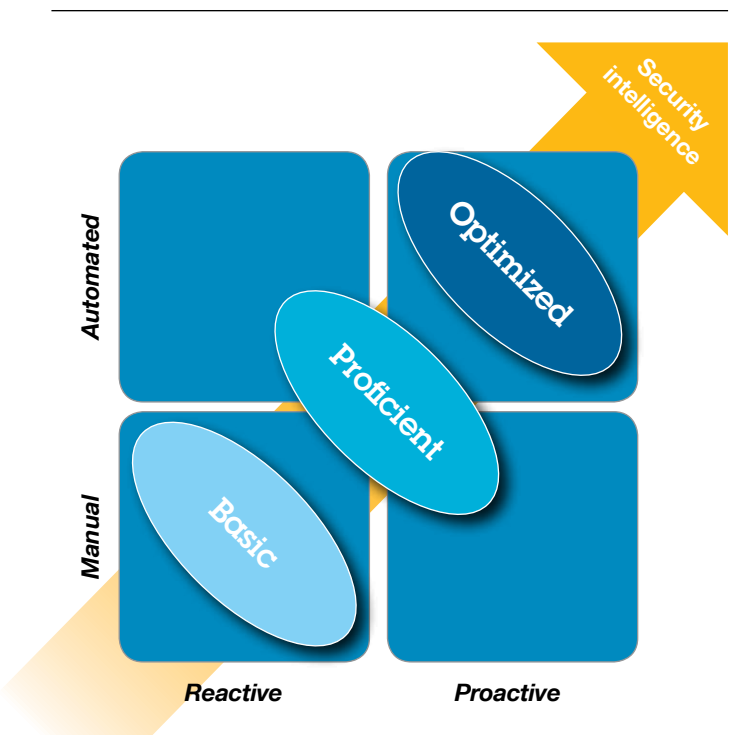 Security
intelligence
Automated
Optimized
Proficient
Manual
Basic
Reactive
Proactive